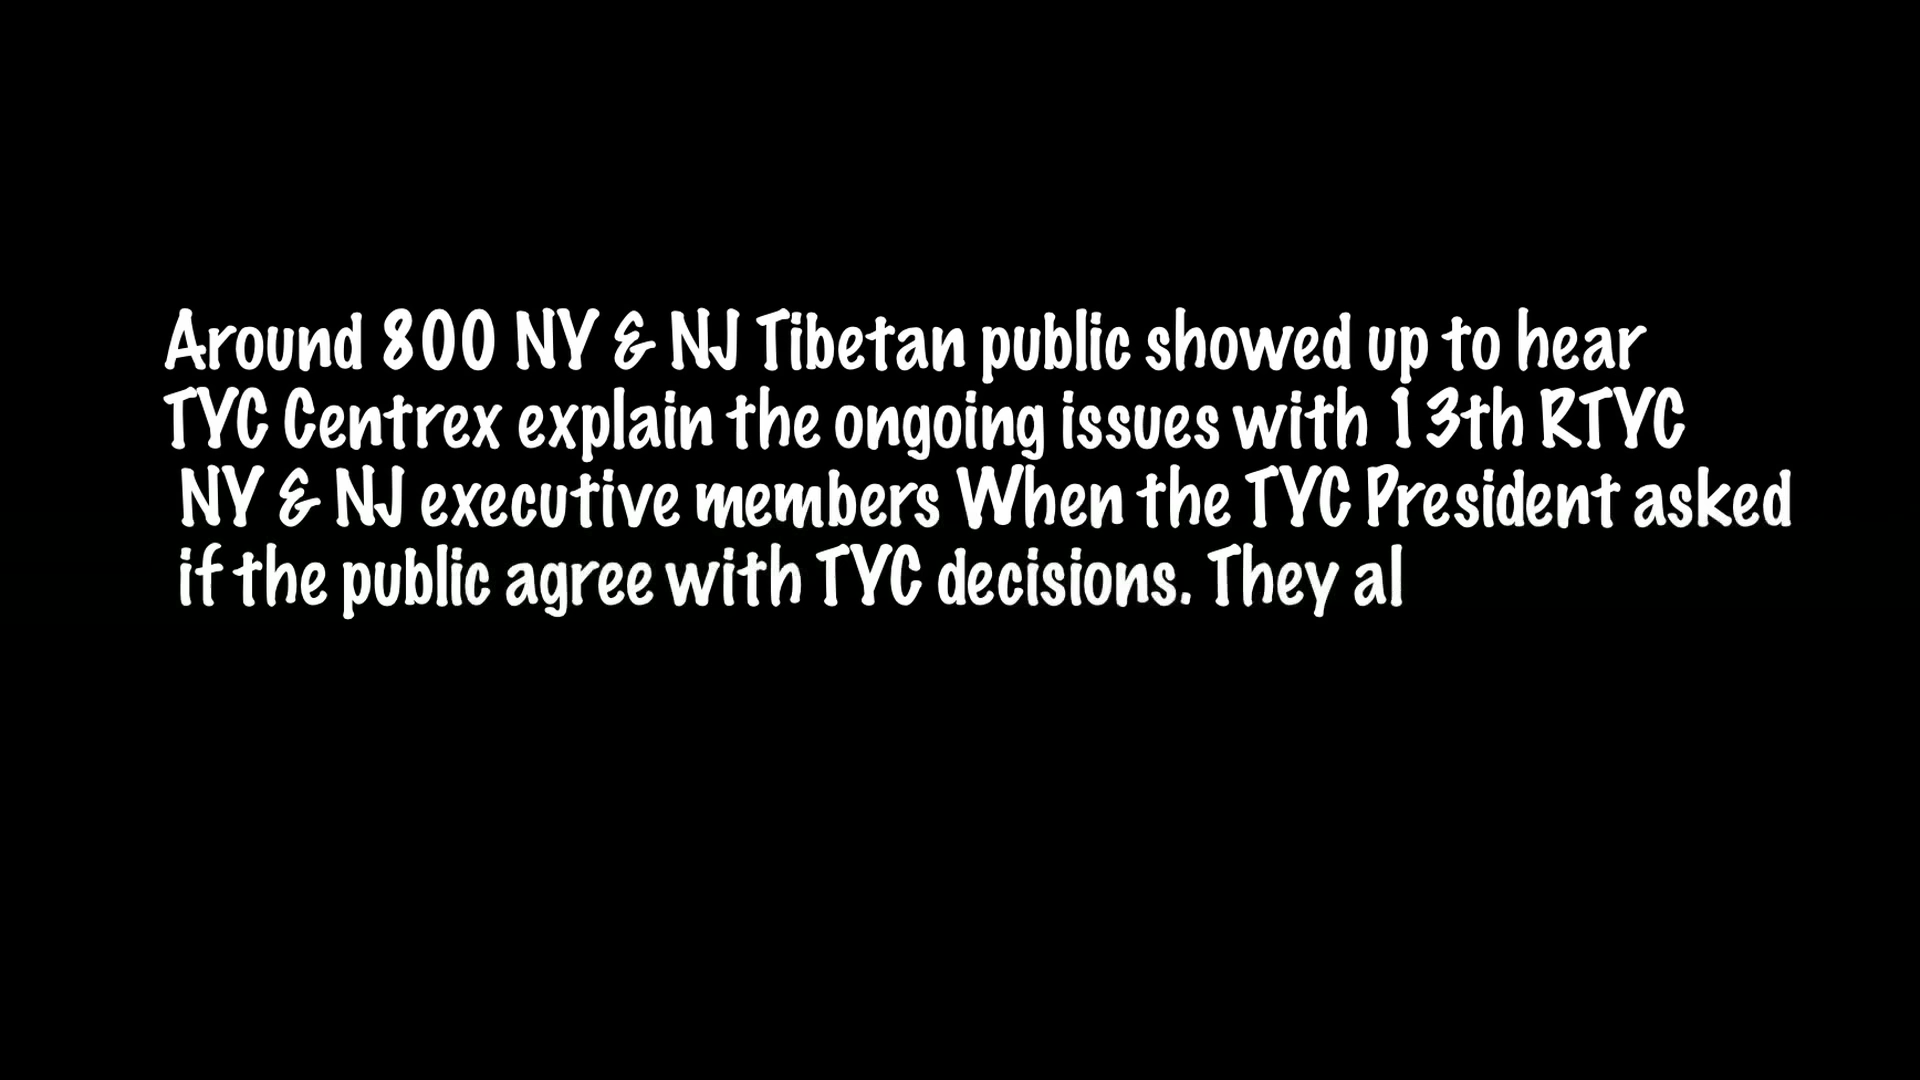 Around 800 NY & NJ Tibetan public showed up to hear
TYC Centrex explain the ongoing issues with 13th RTYC
NY & NJ executive members When the TYC President asked
if the public agree with TYC decisions. They al